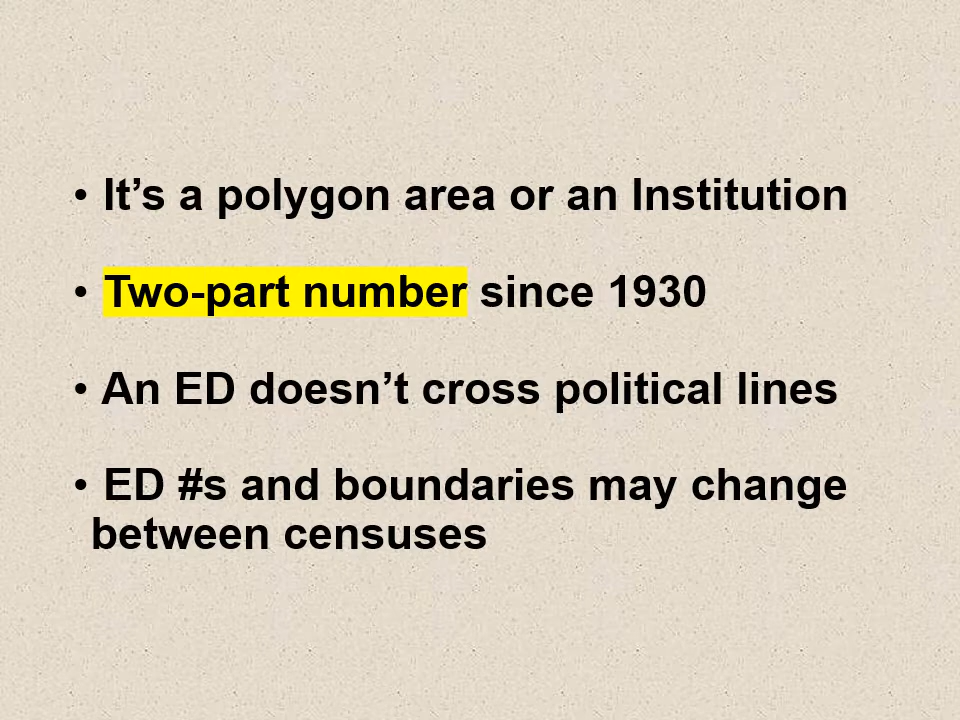 • It’s a polygon area or an Institution
• Two-part number since 1930
• An ED doesn’t cross political lines
• ED #s and boundaries may change
between censuses